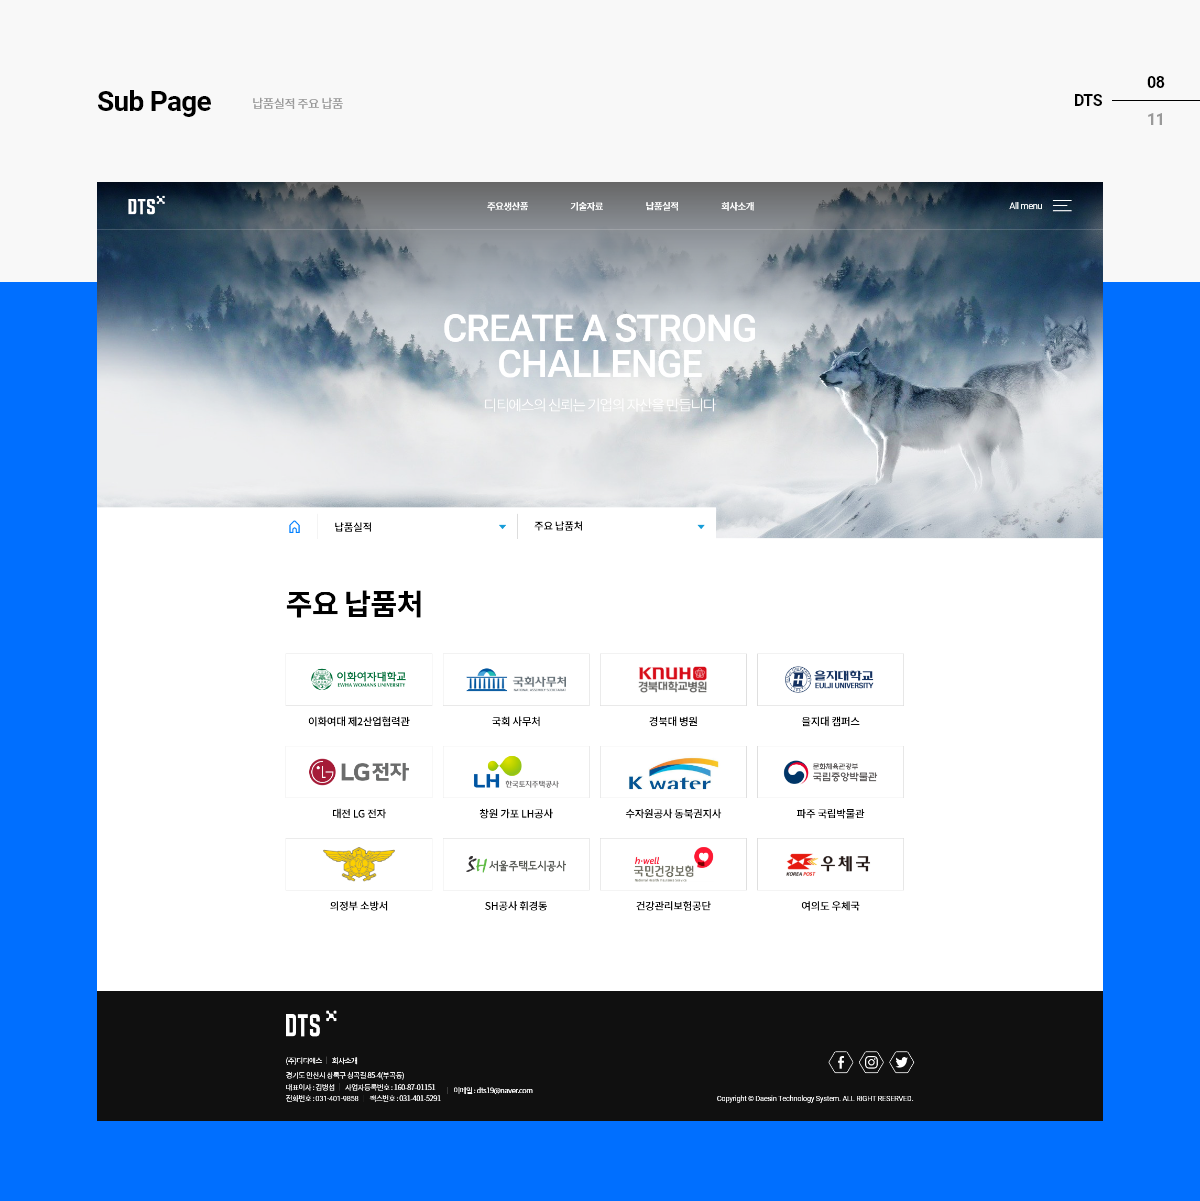 Sub Page
납품실적 주요 납품
08
DTS
11
DTS
주요생산품
기술자료
납품실적
회사소개
All menu
CREATE A STRONG
CHALLENGE
디티에스의 신뢰는 기업의 자산을 만듭니다
납품실적
주요 납품처
주요 납품처
이화여자대학교
EWHA WOMANS UNIVERSITY
국회사무처
KNUH
경북대학교병원
을지대학교
EULJI UNIVERSITY
이화여대 제2산업협력관
국회 사무처
경북대 병원
을지대 캠퍼스
LG전자
LH 한국토지주택공사
K water
문화체육관광부
국립중앙박물관
대전 LG 전자
창원 가포 LH공사
수자원공사 동북권지사
파주 국립박물관
SH 서울주택도시공사
h-well
국민건강보험
KOREA POST
우체국
의정부 소방서
SH공사 휘경동
건강관리보험공단
여의도 우체국
DTS
(주)디티에스 | 회사소개
경기도 안산시 상록구 성곡길 85-4(부곡동)
대표이사 : 김병섭 | 사업자등록번호 : 160-87-01151
전화번호 : 031-401-9858
팩스번호 : 031-401-5291
이메일 : dts19@naver.com
Copyright © Daesin Technology System. ALL RIGHT RESERVED.